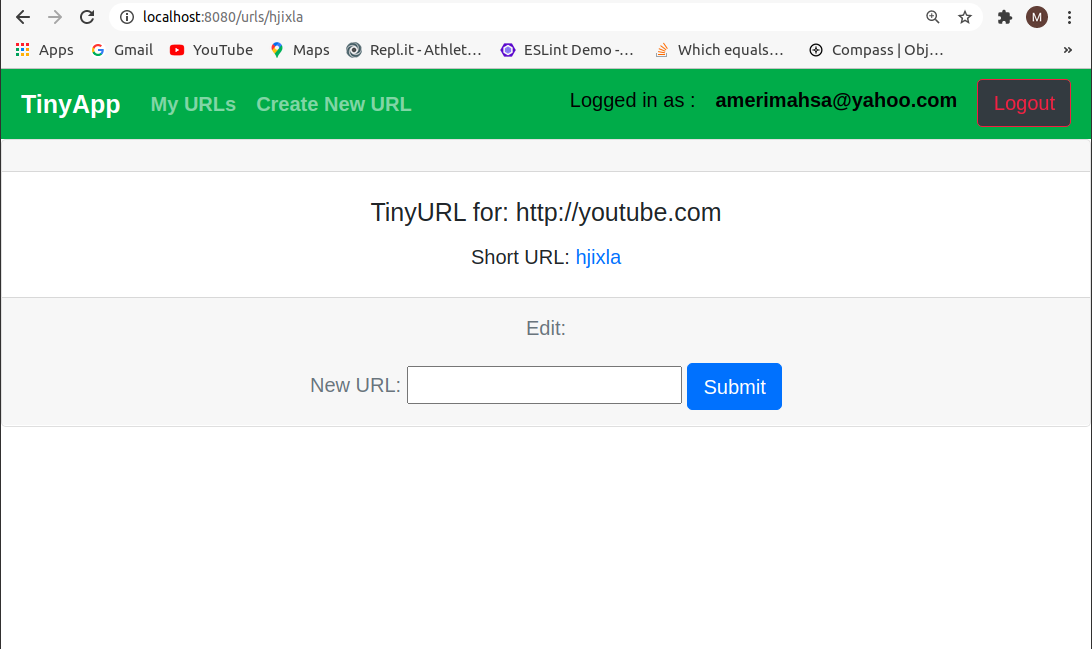 localhost:8080/urls/hjixla
M
Apps Gmail YouTube Maps Repl.it - Athlet... ESLint Demo -... Which equals... Compass | Obj... »
TinyApp My URLs Create New URL Logged in as : amerimahsa@yahoo.com Logout
TinyURL for: http://youtube.com
Short URL: hjixla
Edit:
New URL: Submit